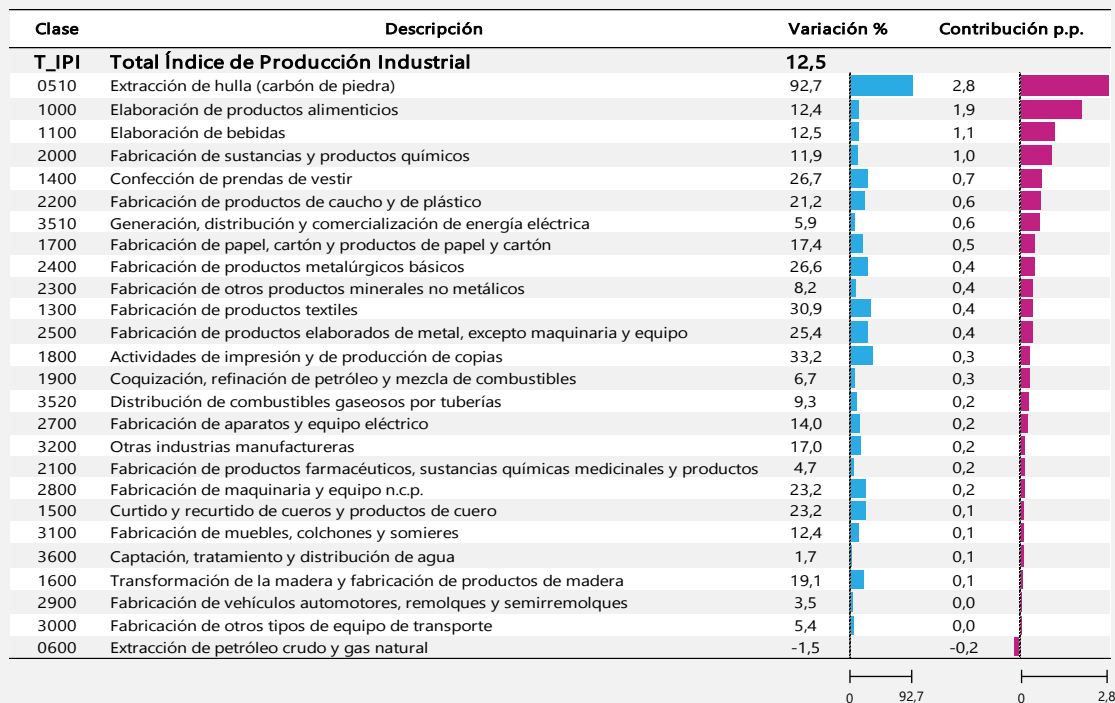 Clase Descripción Variación % Contribución p.p.
T_IPI Total Índice de Producción Industrial 12,5
0510 Extracción de hulla (carbón de piedra) 92,7 2,8
1000 Elaboración de productos alimenticios 12,4 1,9
1100 Elaboración de bebidas 12,5 1,1
2000 Fabricación de sustancias y productos químicos 11,9 1,0
1400 Confección de prendas de vestir 26,7 0,7
2200 Fabricación de productos de caucho y de plástico 21,2 0,6
3510 Generación, distribución y comercialización de energía eléctrica 5,9 0,6
1700 Fabricación de papel, cartón y productos de papel y cartón 17,4 0,5
2400 Fabricación de productos metalúrgicos básicos 26,6 0,4
2300 Fabricación de otros productos minerales no metálicos 8,2 0,4
1300 Fabricación de productos textiles 30,9 0,4
2500 Fabricación de productos elaborados de metal, excepto maquinaria y equipo 25,4 0,4
1800 Actividades de impresión y de producción de copias 33,2 0,3
1900 Coquización, refinación de petróleo y mezcla de combustibles 6,7 0,3
3520 Distribución de combustibles gaseosos por tuberías 9,3 0,2
2700 Fabricación de aparatos y equipo eléctrico 14,0 0,2
3200 Otras industrias manufactureras 17,0 0,2
2100 Fabricación de productos farmacéuticos, sustancias químicas medicinales y productos 4,7 0,2
2800 Fabricación de maquinaria y equipo n.c.p. 23,2 0,2
1500 Curtido y recurtido de cueros y productos de cuero 23,2 0,1
3100 Fabricación de muebles, colchones y somieres 12,4 0,1
3600 Captación, tratamiento y distribución de agua 1,7 0,1
1600 Transformación de la madera y fabricación de productos de madera 19,1 0,1
2900 Fabricación de vehículos automotores, remolques y semirremolques 3,5 0,0
3000 Fabricación de otros tipos de equipo de transporte 5,4 0,0
0600 Extracción de petróleo crudo y gas natural -1,5 -0,2
0 92,7 0 2,8